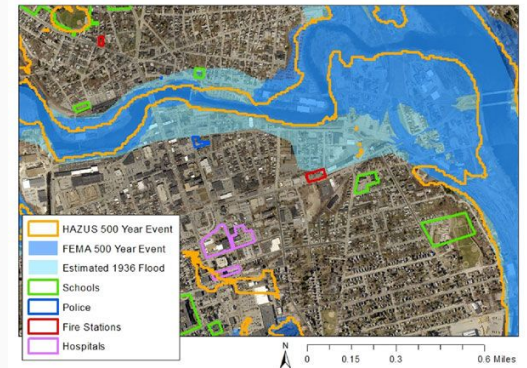 HAZUS 500 Year Event
FEMA 500 Year Event
Estimated 1936 Flood
Schools
Police
Fire Stations
Hospitals
N
0 0.15 0.3 0.6 Miles